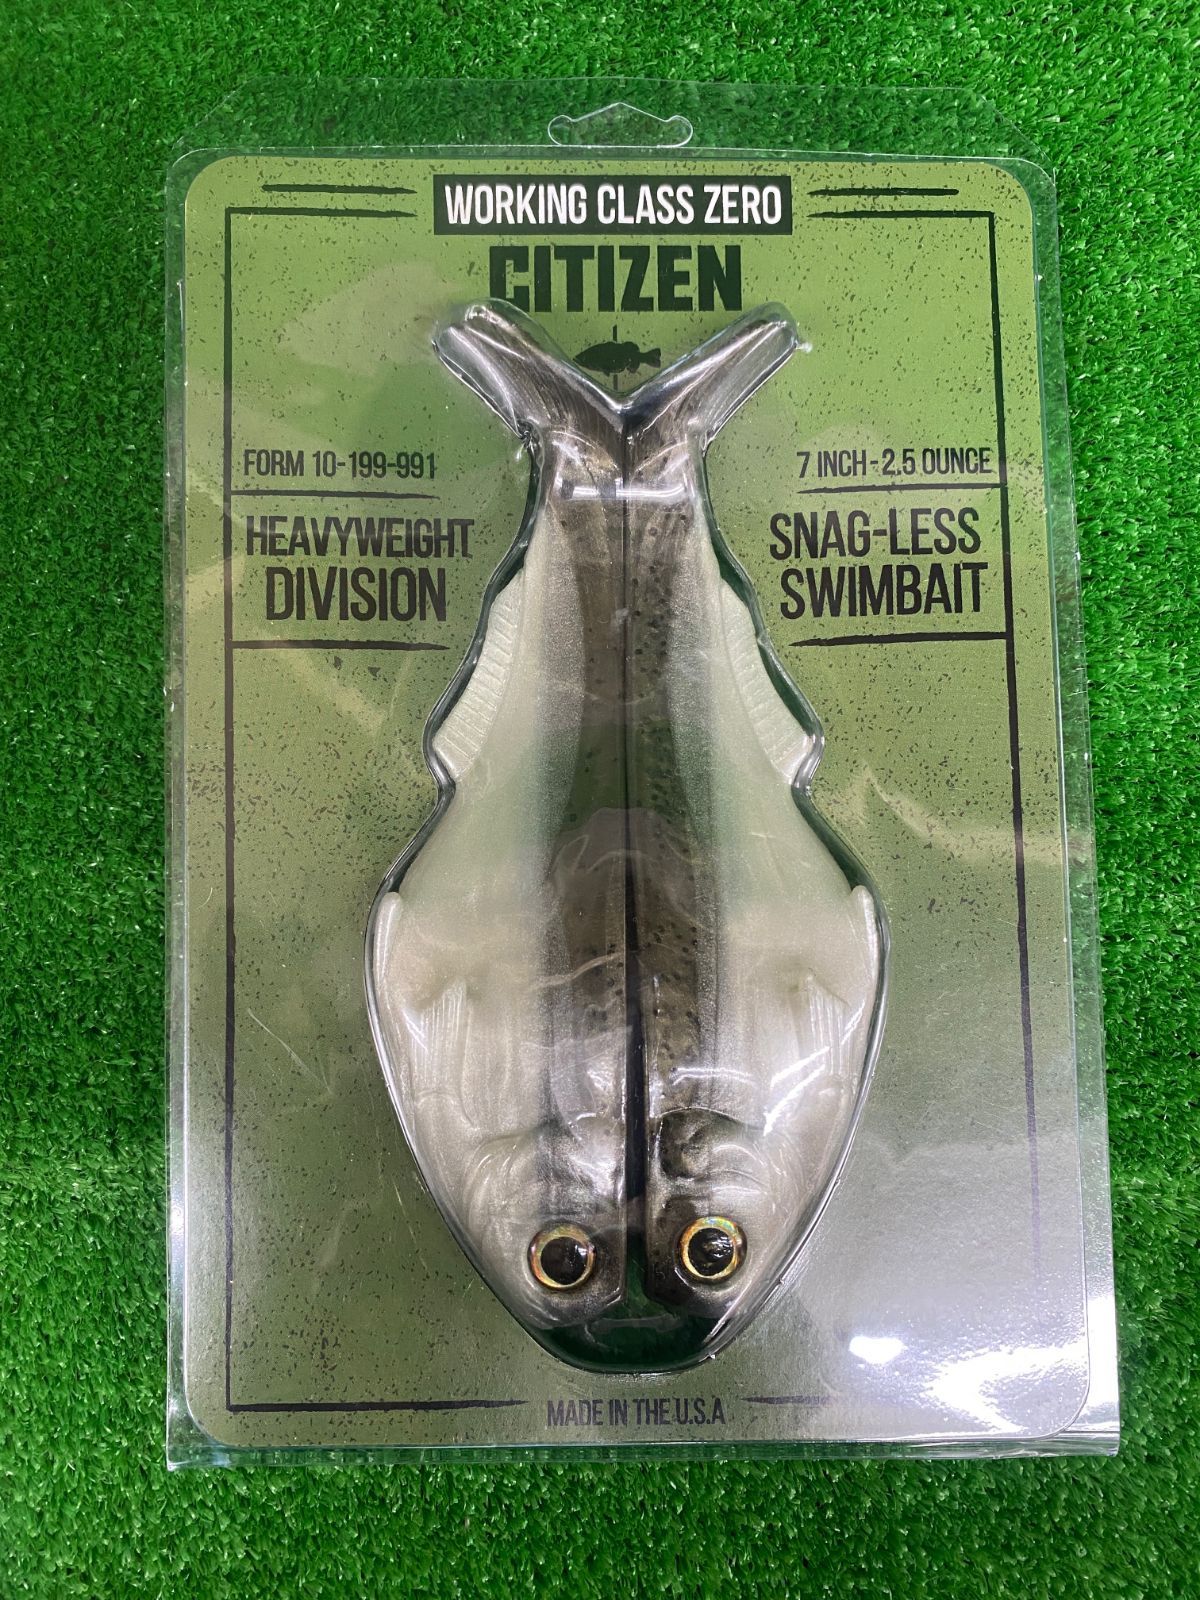 WORKING CLASS ZERO
CITIZEN
FORM 10-199-991
HEAVYWEIGHT
DIVISION
7 INCH-2.5 OUNCE
SNAG-LESS
SWIMBAIT
MADE IN THE U.S.A